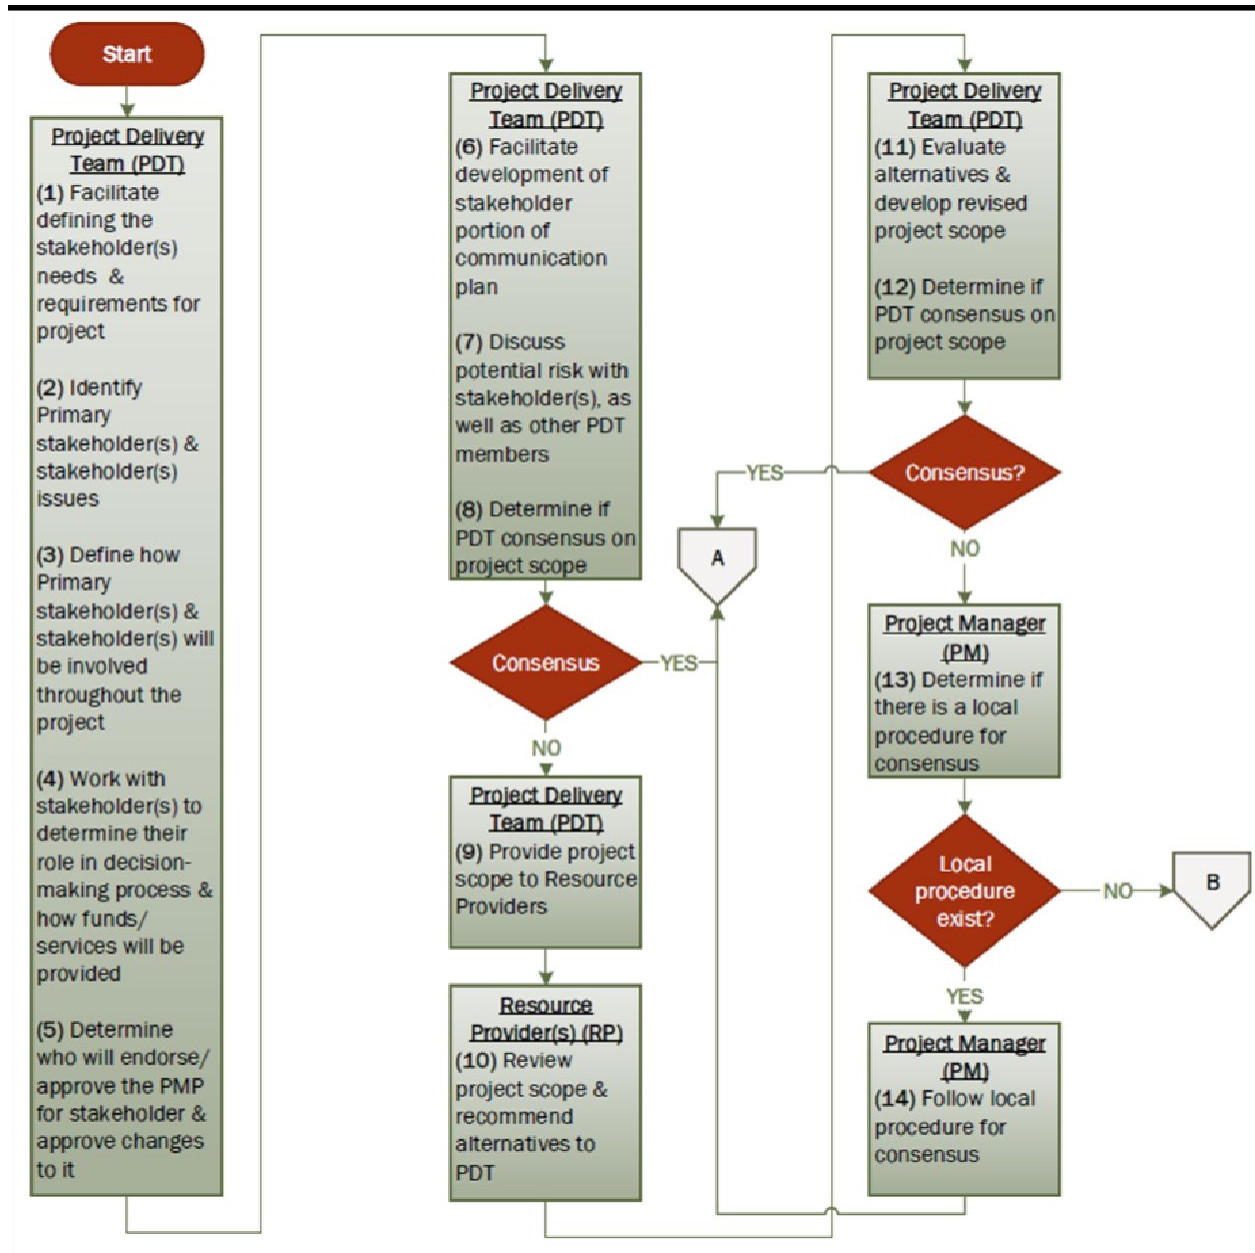 Start
Project Delivery
Team (PDT)
(1) Facilitate
defining the
stakeholder(s)
needs &
requirements for
project
(2) Identify
Primary
stakeholder(s) &
stakeholder(s)
issues
(3) Define how
Primary
stakeholder(s) &
stakeholder(s) will
be involved
throughout the
project
(4) Work with
stakeholder(s) to
determine their
role in decision-
making process &
how funds/
services will be
provided
(5) Determine
who will endorse/
approve the PMP
for stakeholder &
approve changes
to it
Project Delivery
Team (PDT)
(6) Facilitate
development of
stakeholder
portion of
communication
plan
(7) Discuss
potential risk with
stakeholder(s), as
well as other PDT
members
(8) Determine if
PDT consensus on
project scope
Consensus
YES
NO
Project Delivery
Team (PDT)
(9) Provide project
scope to Resource
Providers
Resource
Provider(s) (RP)
(10) Review
project scope &
recommend
alternatives to
PDT
A
Project Delivery
Team (PDT)
(11) Evaluate
alternatives &
develop revised
project scope
(12) Determine if
PDT consensus on
project scope
Consensus?
YES
NO
Project Manager
(PM)
(13) Determine if
there is a local
procedure for
consensus
Local
procedure
exist?
NO
B
YES
Project Manager
(PM)
(14) Follow local
procedure for
consensus